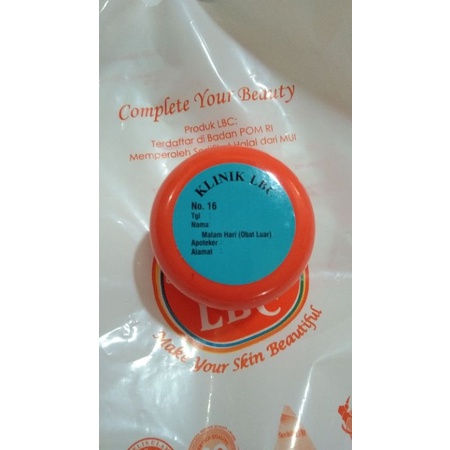 Complete Your Beauty
Produk LBC:
Terdaftar di Badan POM RI
Memperoleh Halal dari MUI
KLINIK LBC
No. 16
Tgl
Nama
Malam Hari (Obat Luar)
Apoteker
Alamat
LBC
Make Your Skin Beautiful